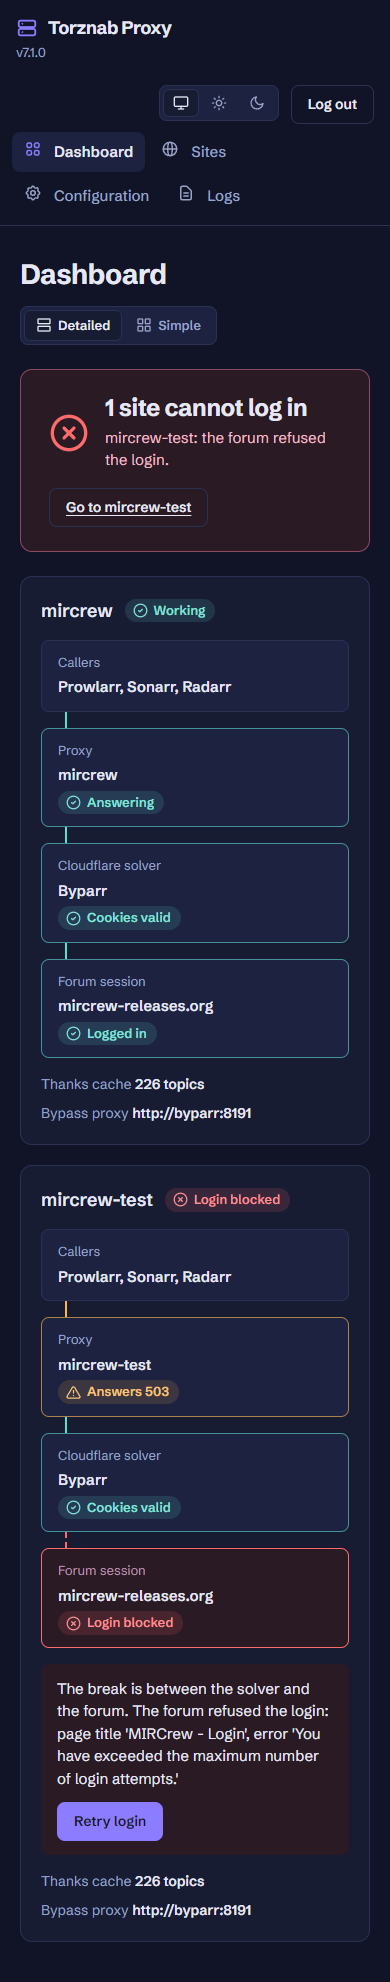 Torznab Proxy
v7.1.0
Log out
Dashboard
Sites
Configuration
Logs
Dashboard
Detailed
Simple
1 site cannot log in
mircrew-test: the forum refused
the login.
Go to mircrew-test
mircrew
Working
Callers
Prowlarr, Sonarr, Radarr
Proxy
mircrew
Answering
Cloudflare solver
Byparr
Cookies valid
Forum session
mircrew-releases.org
Logged in
Thanks cache 226 topics
Bypass proxy http://byparr:8191
mircrew-test
Login blocked
Callers
Prowlarr, Sonarr, Radarr
Proxy
mircrew-test
Answers 503
Cloudflare solver
Byparr
Cookies valid
Forum session
mircrew-releases.org
Login blocked
The break is between the solver and
the forum. The forum refused the login:
page title 'MIRCrew - Login', error 'You
have exceeded the maximum number
of login attempts.'
Retry login
Thanks cache 226 topics
Bypass proxy http://byparr:8191